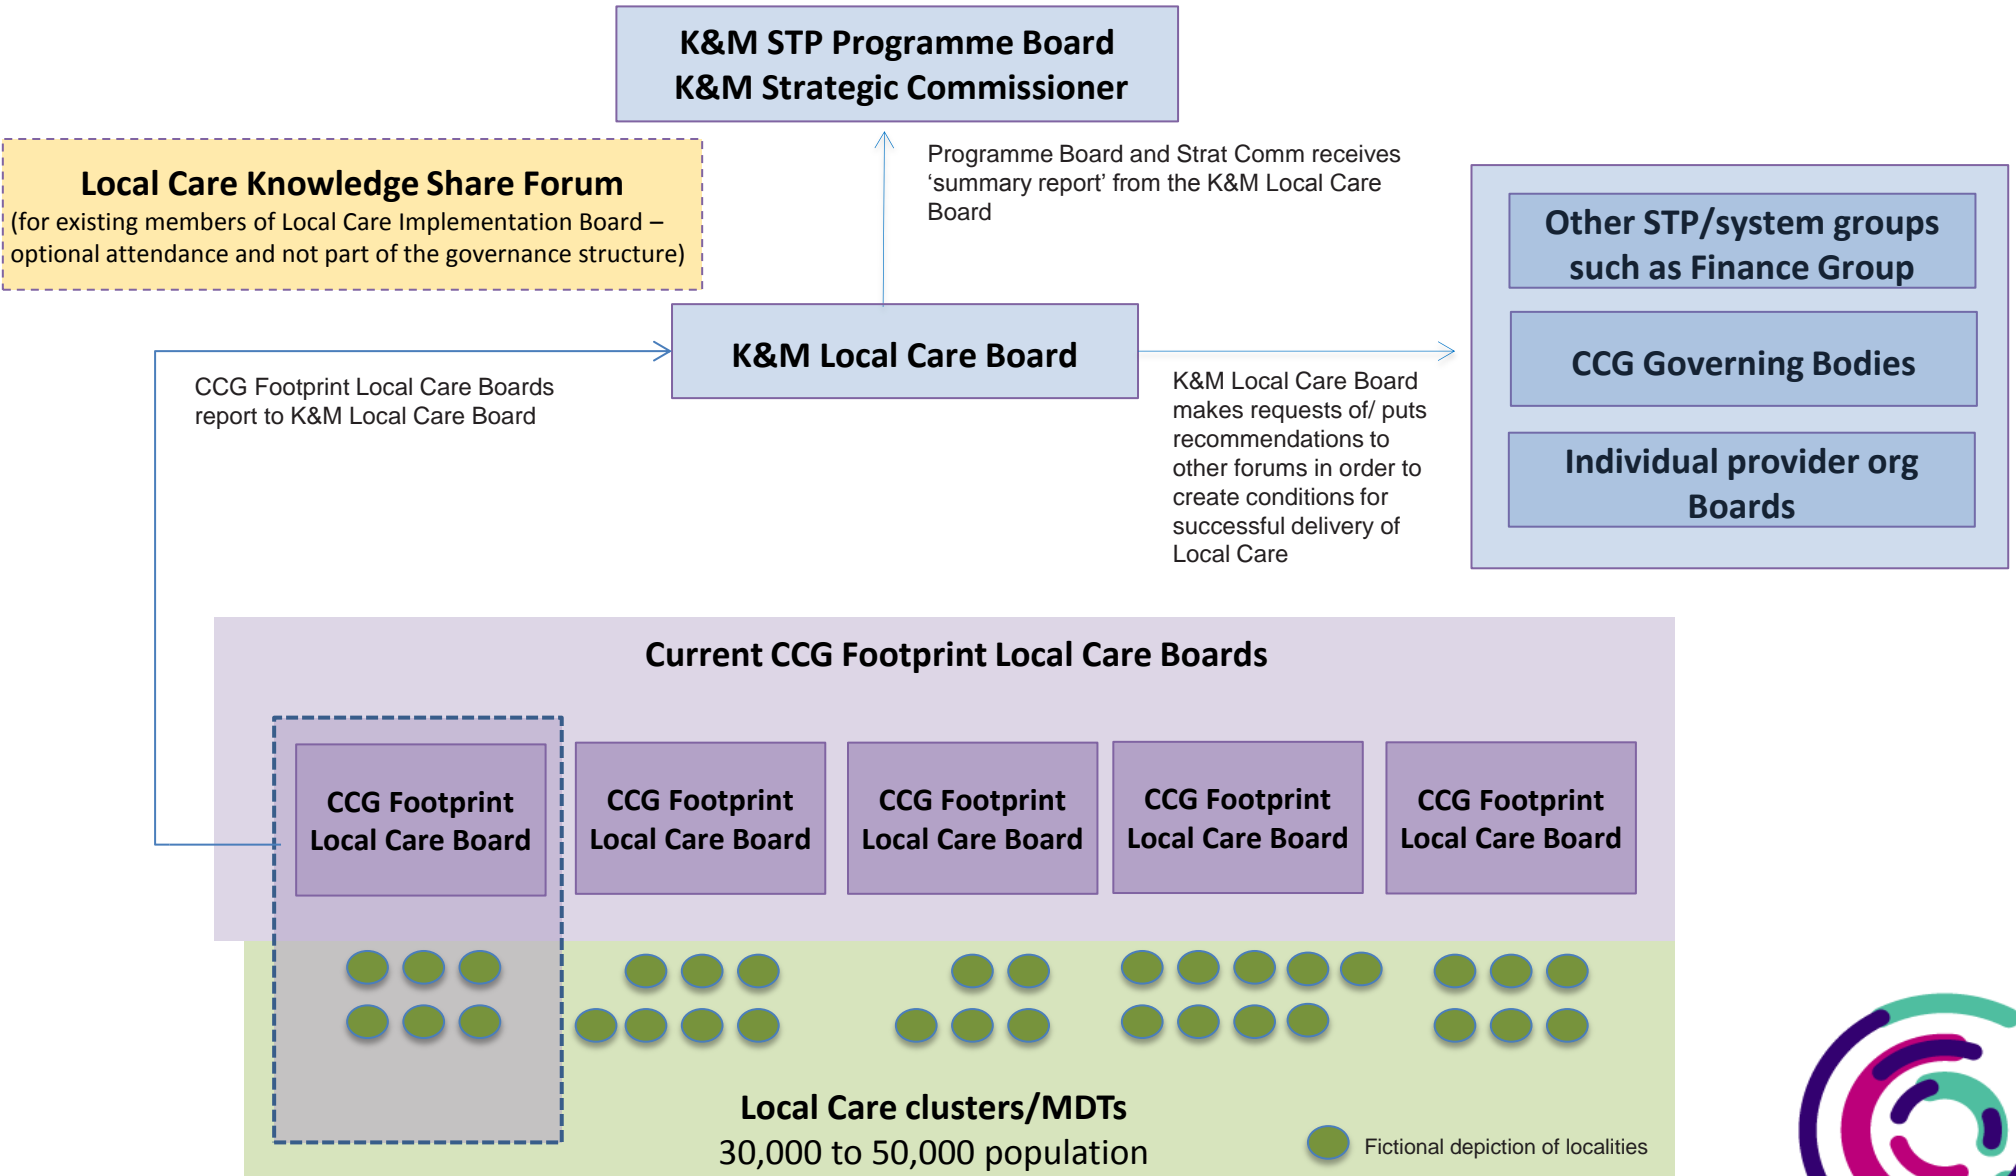 K&M STP Programme Board
K&M Strategic Commissioner
Local Care Knowledge Share Forum
(for existing members of Local Care Implementation Board –
optional attendance and not part of the governance structure)
Programme Board and Strat Comm receives
‘summary report’ from the K&M Local Care
Board
Other STP/system groups
such as Finance Group
CCG Governing Bodies
Individual provider org
Boards
K&M Local Care Board
CCG Footprint Local Care Boards
report to K&M Local Care Board
K&M Local Care Board
makes requests of/ puts
recommendations to
other forums in order to
create conditions for
successful delivery of
Local Care
Current CCG Footprint Local Care Boards
CCG Footprint
Local Care Board
CCG Footprint
Local Care Board
CCG Footprint
Local Care Board
CCG Footprint
Local Care Board
CCG Footprint
Local Care Board
Local Care clusters/MDTs
30,000 to 50,000 population
Fictional depiction of localities